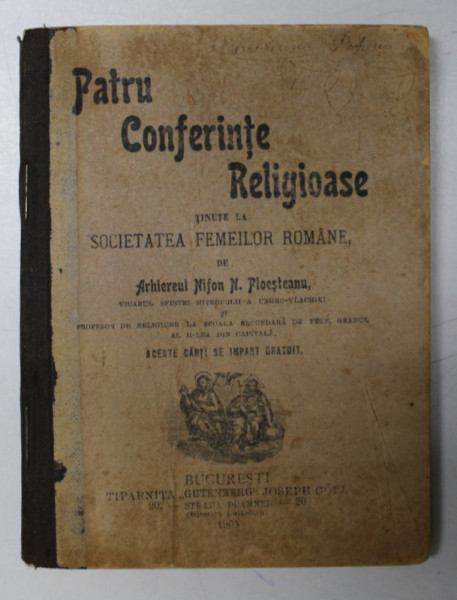 Patru
Conferințe
Religioase
ȚINUTE LA
SOCIETATEA FEMEILOR ROMÂNE,
DE
Arhiereul Nifon N. Ploeșteanu,
VICARUL SFINTEI MITROPOLII A UNGRO-VLACHIEI
ȘI
PROFESOR DE RELIGIUNE LA ȘCOALA SECUNDARĂ DE FETE, GRADUL
AL II-LEA DIN CAPITALĂ.
ACESTE CĂRȚI SE IMPART GRATUIT.
BUCUREȘTI
TIPARNIȚA „GUTENBERG" JOSEPH GÖBL
20, — STRADA DOAMNEI — 20